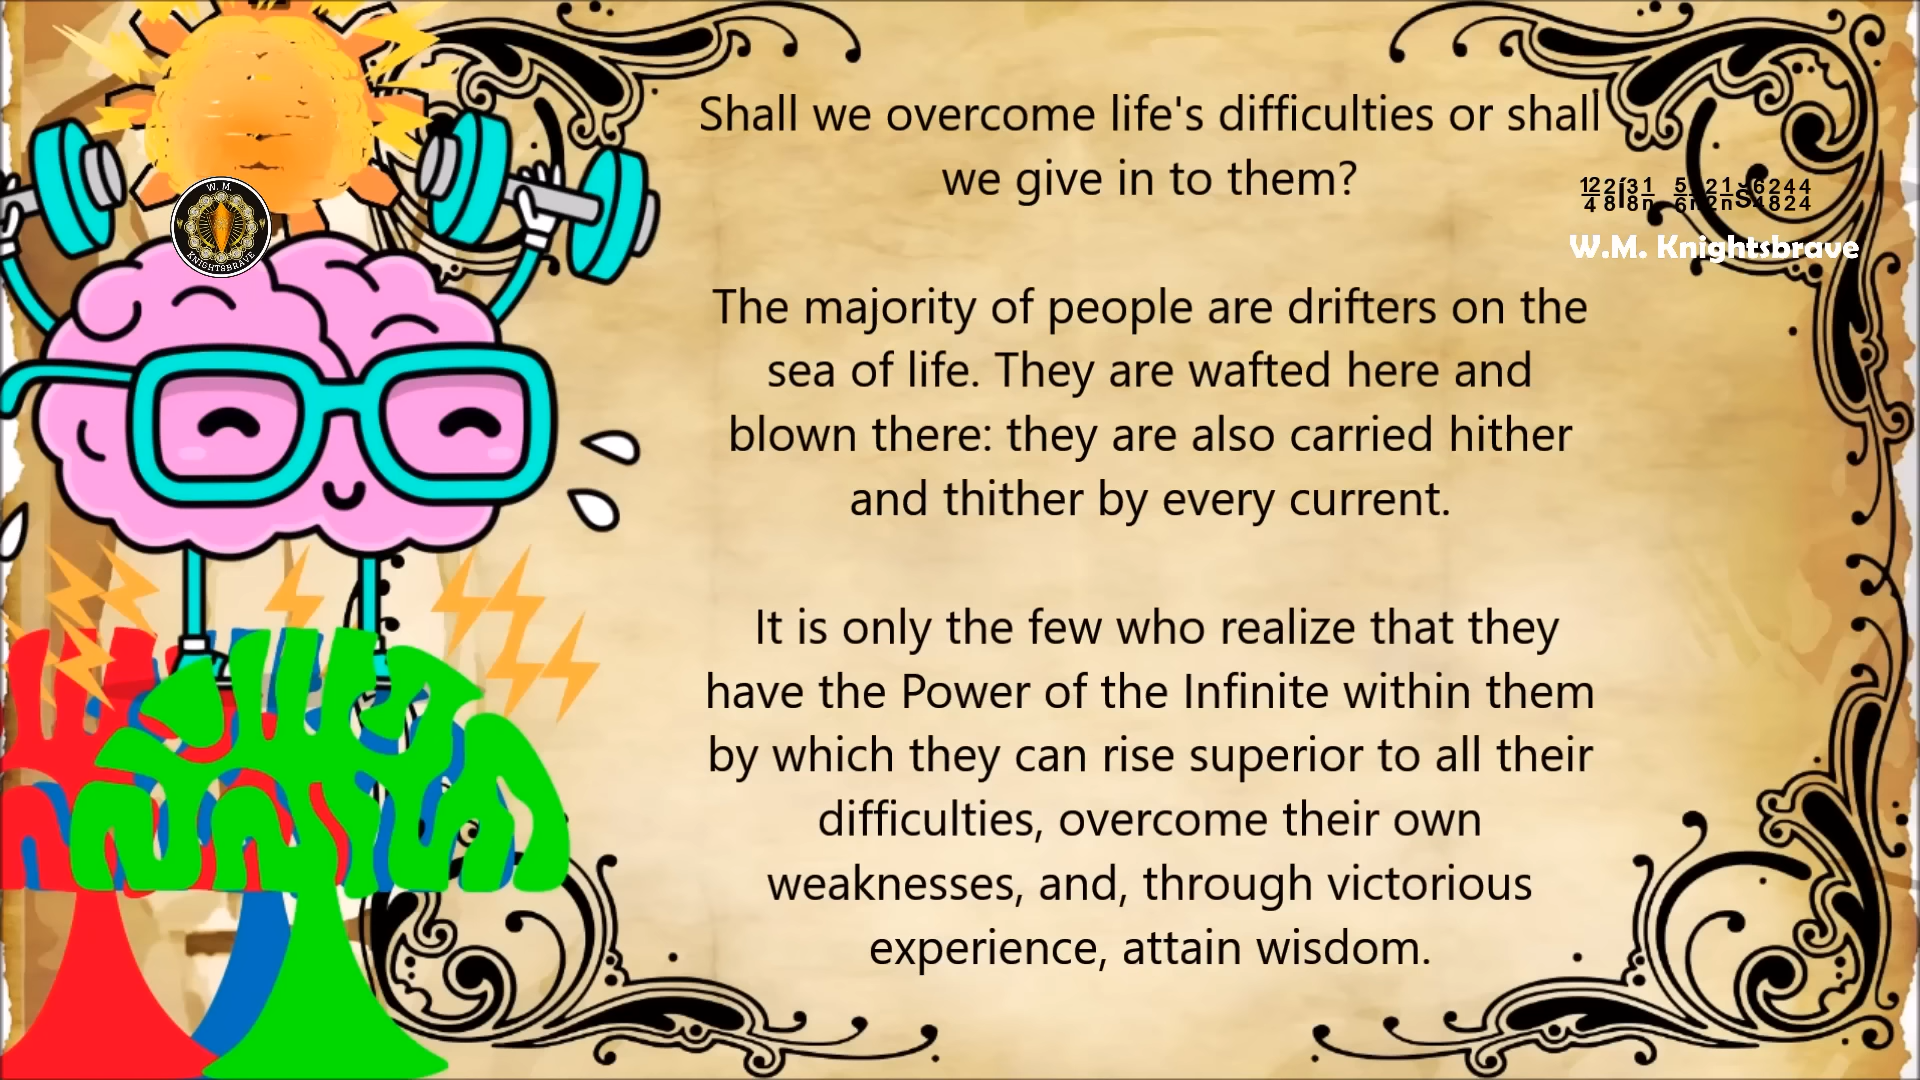 Shall we overcome life's difficulties or shall
we give in to them?
The majority of people are drifters on the
sea of life. They are wafted here and
blown there: they are also carried hither
and thither by every current.
It is only the few who realize that they
have the Power of the Infinite within them
by which they can rise superior to all their
difficulties, overcome their own
weaknesses, and, through victorious
experience, attain wisdom.
W.M. Knightsbrave
W. M.
KNIGHTSBRAVE